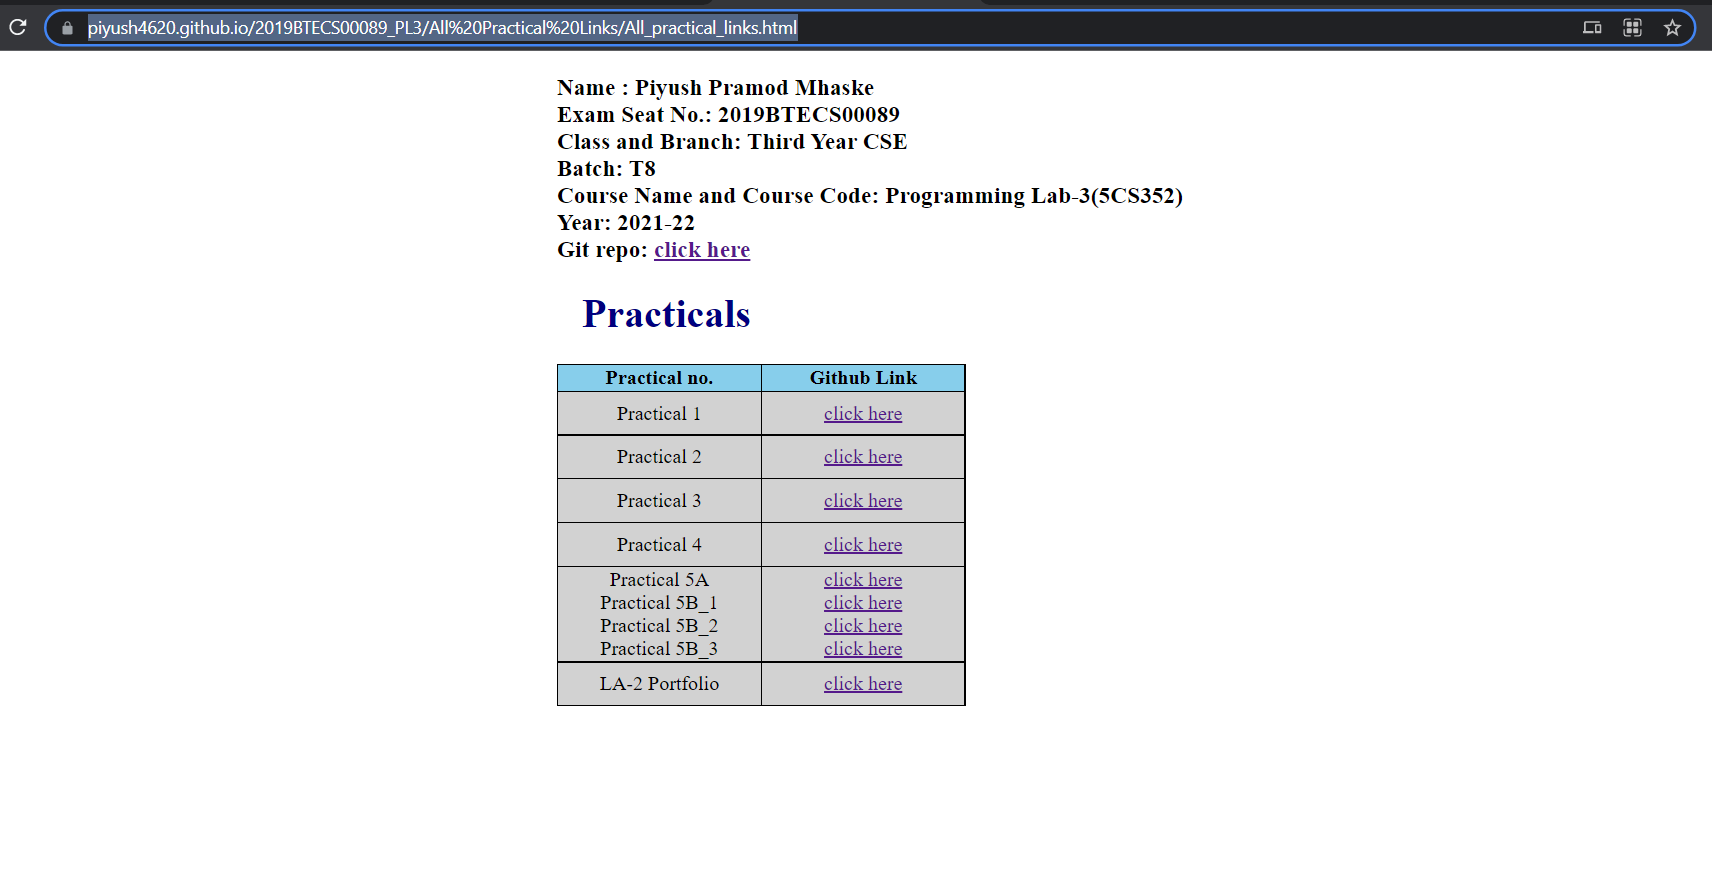 piyush4620.github.io/2019BTECS00089_PL3/All%20Practical%20Links/All_practical_links.html
Name : Piyush Pramod Mhaske
Exam Seat No.: 2019BTECS00089
Class and Branch: Third Year CSE
Batch: T8
Course Name and Course Code: Programming Lab-3(5CS352)
Year: 2021-22
Git repo: click here
Practicals
Practical no. Github Link
Practical 1 click here
Practical 2 click here
Practical 3 click here
Practical 4 click here
Practical 5A click here
Practical 5B_1 click here
Practical 5B_2 click here
Practical 5B_3 click here
LA-2 Portfolio click here